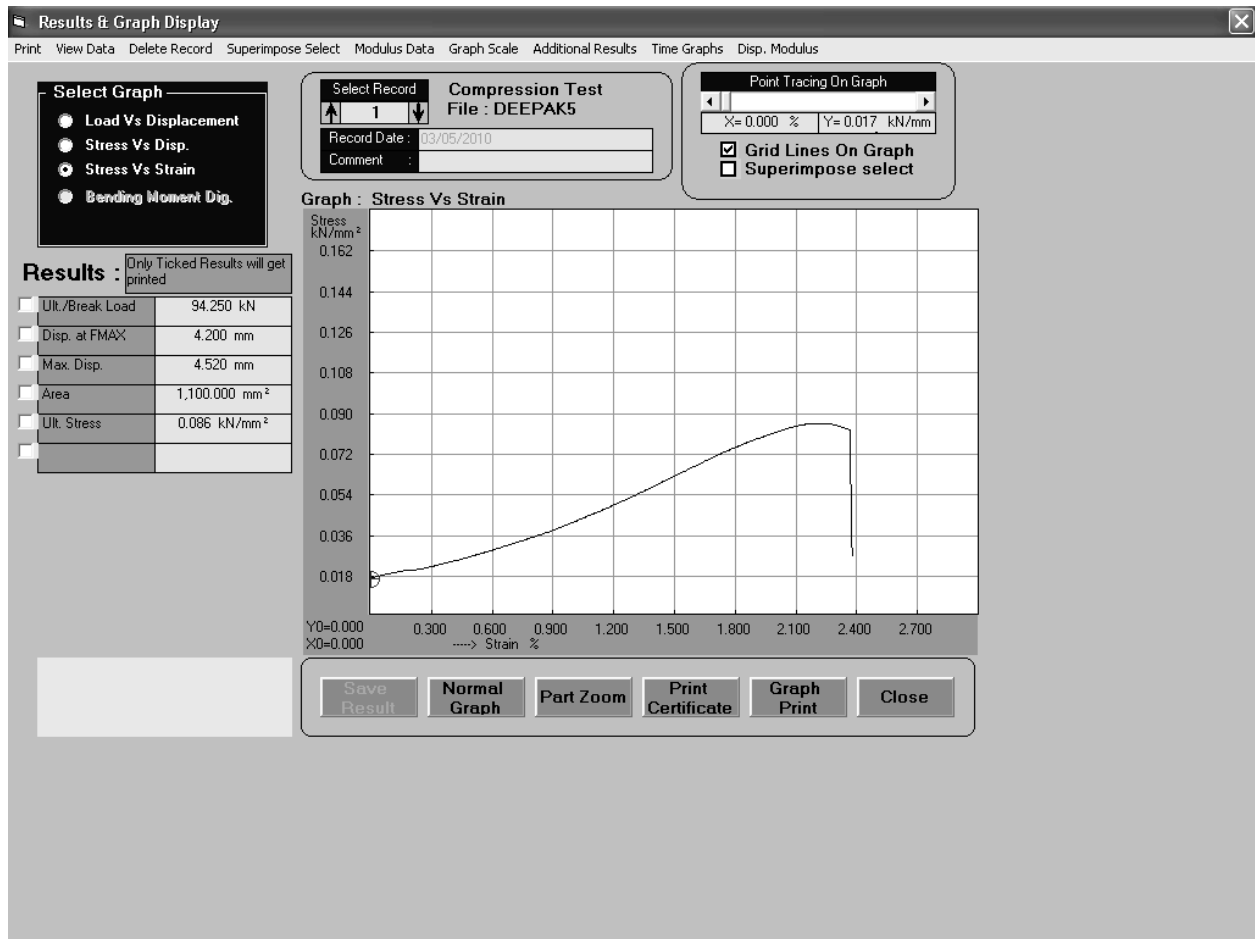 Results & Graph Display
Print View Data Delete Record Superimpose Select Modulus Data Graph Scale Additional Results Time Graphs Disp. Modulus
Select Graph
Load Vs Displacement
Stress Vs Disp.
Stress Vs Strain
Bending Moment Dig.
Select Record
1
Compression Test
File : DEEPAK5
Record Date : 03/05/2010
Comment :
Point Tracing On Graph
X= 0.000 % Y= 0.017 kN/mm
Grid Lines On Graph
Superimpose select
Results :
Only Ticked Results will get
printed
Ult./Break Load 94.250 kN
Disp. at FMAX 4.200 mm
Max. Disp. 4.520 mm
Area 1,100.000 mm²
Ult. Stress 0.086 kN/mm²
Graph : Stress Vs Strain
Stress
kN/mm²
0.162
0.144
0.126
0.108
0.090
0.072
0.054
0.036
0.018
Y0=0.000 0.300 0.600 0.900 1.200 1.500 1.800 2.100 2.400 2.700
X0=0.000 ----> Strain %
Save
Result
Normal
Graph
Part Zoom
Print
Certificate
Graph
Print
Close